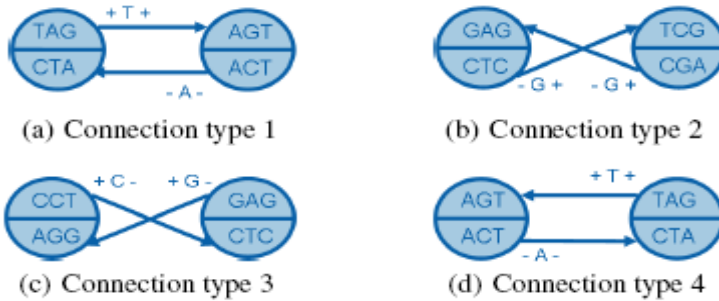 + T +
TAG AGT
CTA ACT
- A -
(a) Connection type 1
GAG TCG
CTC CGA
- G + - G +
(b) Connection type 2
+ C - + G -
CCT GAG
AGG CTC
(c) Connection type 3
+ T +
AGT TAG
ACT CTA
- A -
(d) Connection type 4